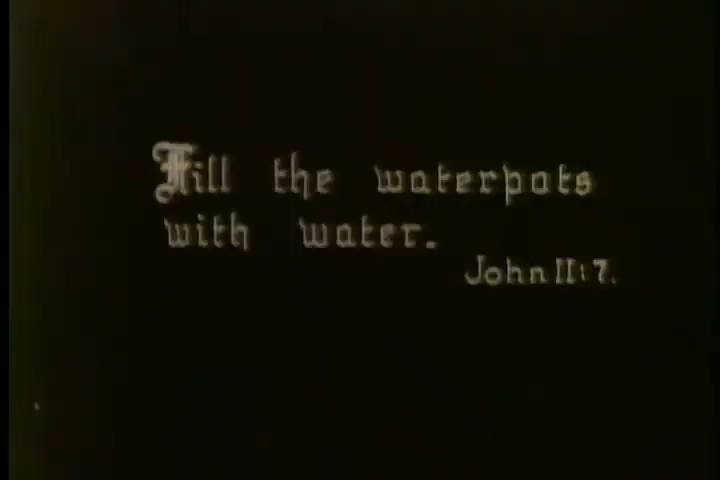 Fill the waterpots
with water.
John II:7.